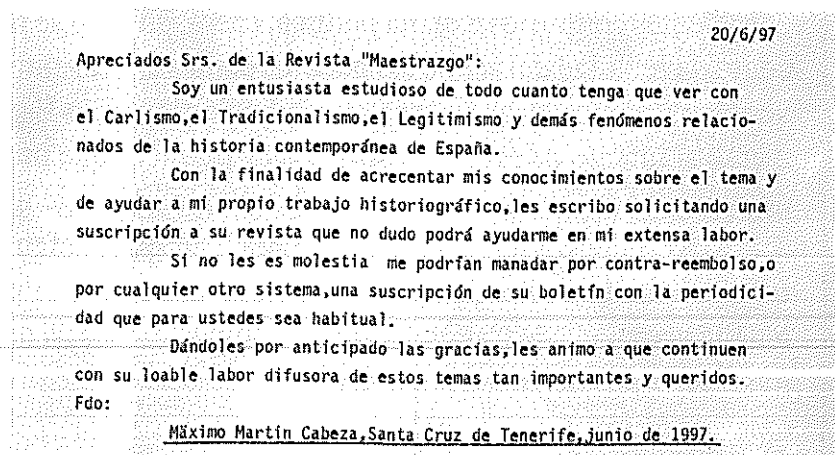 20/6/97
Apreciados Srs. de la Revista "Maestrazgo":
Soy un entusiasta estudioso de todo cuanto tenga que ver con
el Carlismo,el Tradicionalismo,el Legitimismo y demás fenómenos relacio-
nados de la historia contemporánea de España.
Con la finalidad de acrecentar mis conocimientos sobre el tema y
de ayudar a mi propio trabajo historiográfico,les escribo solicitando una
suscripción a su revista que no dudo podrá ayudarme en mi extensa labor.
Si no les es molestia me podrían manadar por contra-reembolso,o
por cualquier otro sistema,una suscripción de su boletín con la periodici-
dad que para ustedes sea habitual.
Dándoles por anticipado las gracias,les animo a que continuen
con su loable labor difusora de estos temas tan importantes y queridos.
Fdo:
Máximo Martín Cabeza,Santa Cruz de Tenerife,junio de 1997.